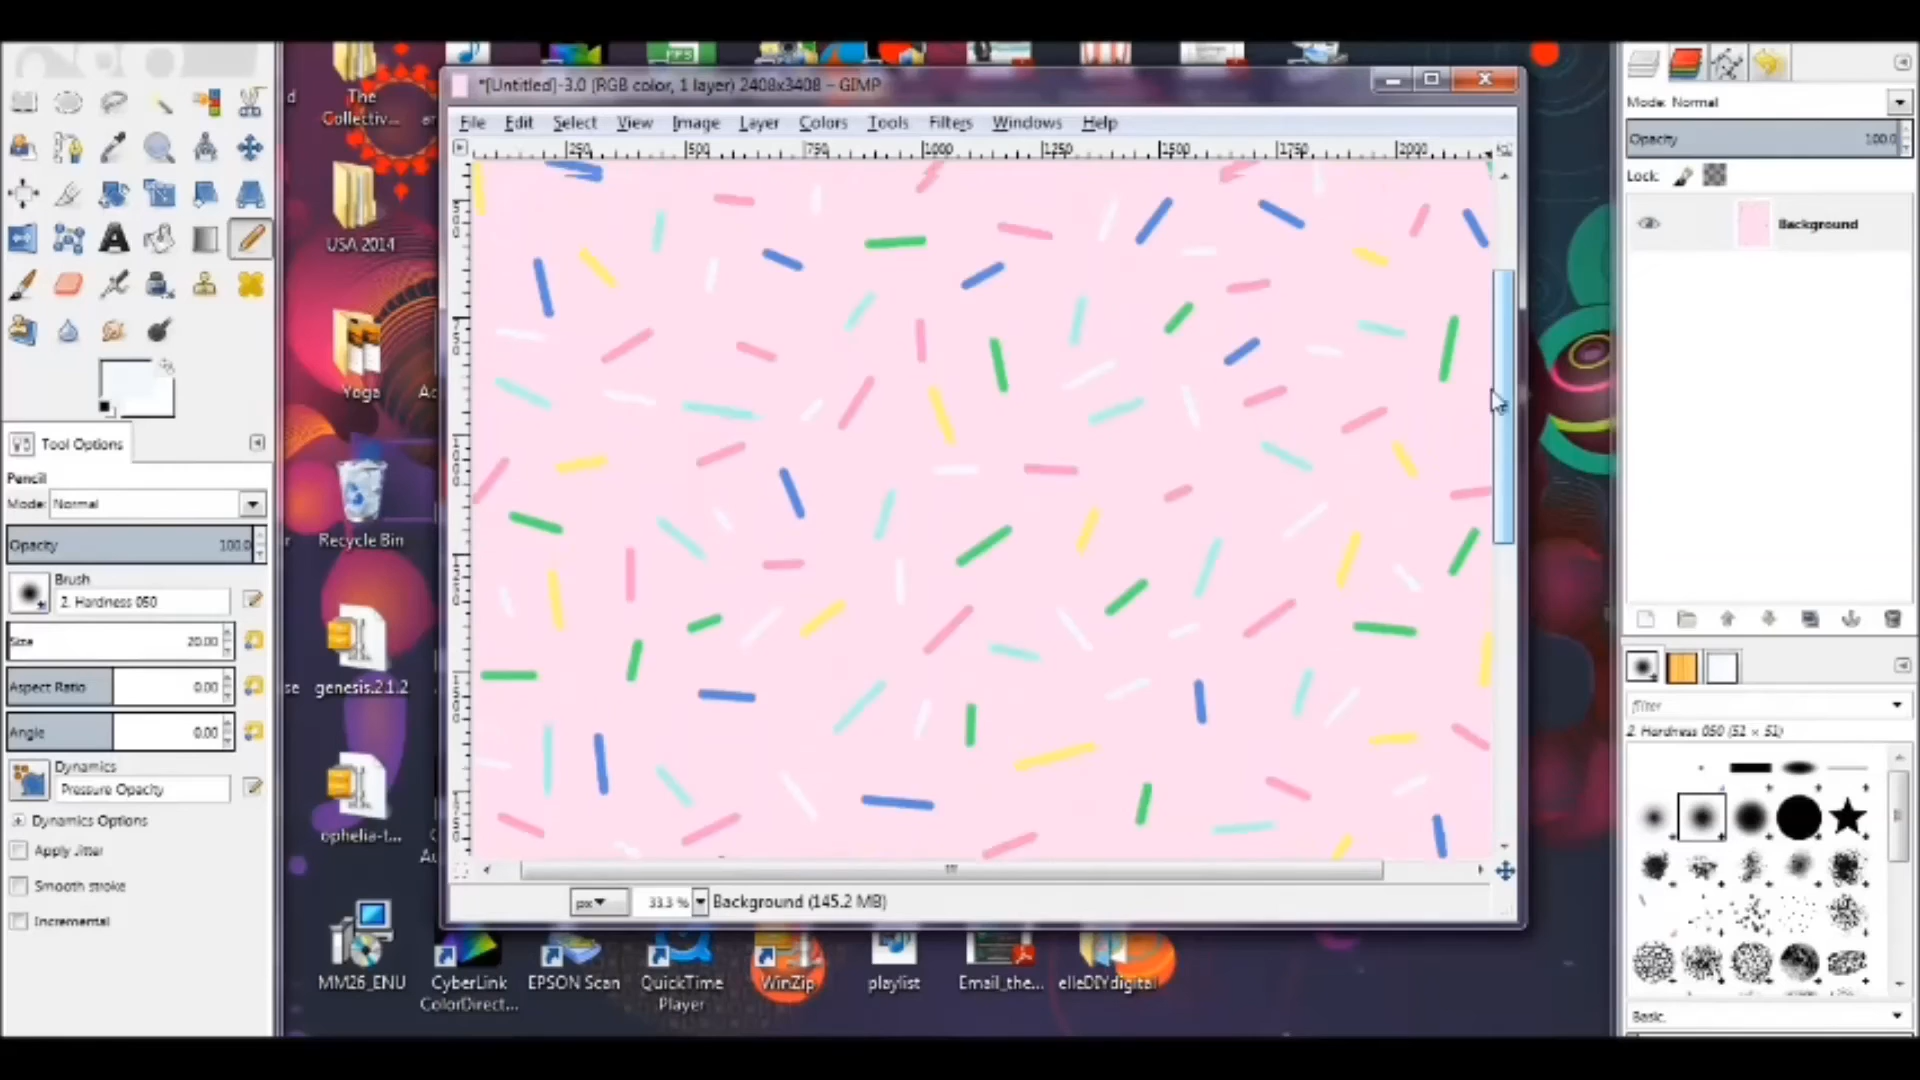 *[Untitled]-3.0 (RGB color, 1 layer) 2408x3408 – GIMP
File Edit Select View Image Layer Colors Tools Filters Windows Help
250 500 750 1000 1250 1500 1750 2000
px 33.3 % Background (145.2 MB)
Tool Options
Pencil
Mode: Normal
Opacity 100.0
Brush
2. Hardness 050
Size 20.00
Aspect Ratio 0.00
Angle 0.00
Dynamics
Pressure Opacity
Dynamics Options
Apply Jitter
Smooth stroke
Incremental
The
Collectiv...
USA 2014
Yoga
Recycle Bin
genesis.2.1.2
ophelia-t...
MM26_ENU
CyberLink
ColorDirect...
EPSON Scan
QuickTime
Player
WinZip
playlist
Email_the...
elleDIYdigital
Mode: Normal
Opacity 100.0
Lock:
Background
filter
2. Hardness 050 (51 × 51)
Basic